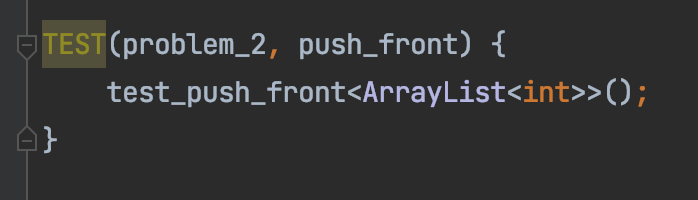 TEST(problem_2, push_front) {
    test_push_front<ArrayList<int>>();
}